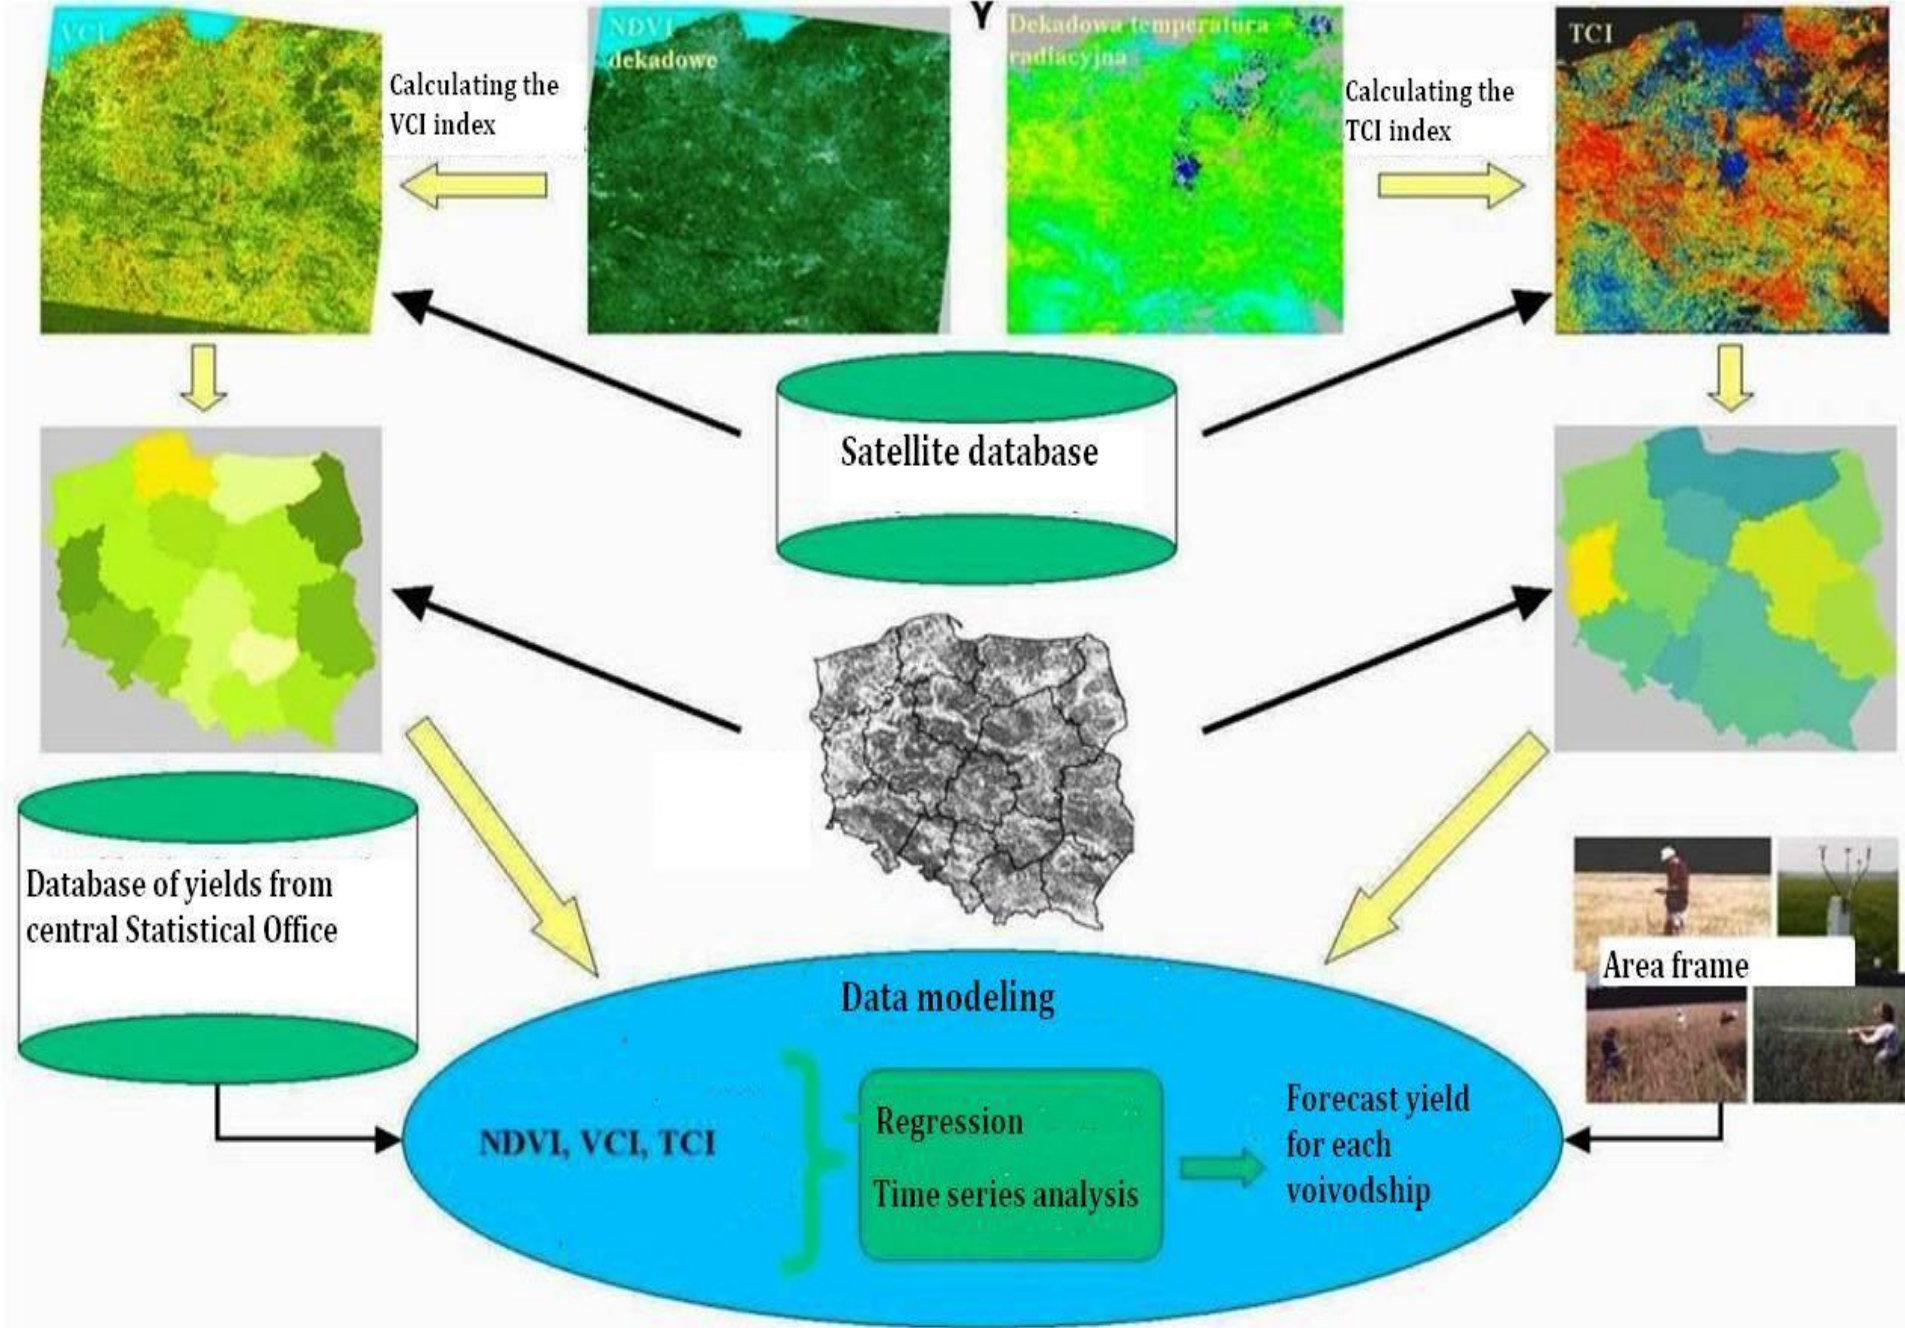 VCI
NDVI
dekadowe
Y
Dekadowa temperatura
radiacyjna
TCI
Calculating the
VCI index
Calculating the
TCI index
Satellite database
Database of yields from
central Statistical Office
Area frame
Data modeling
NDVI, VCI, TCI
Regression
Time series analysis
Forecast yield
for each
voivodship